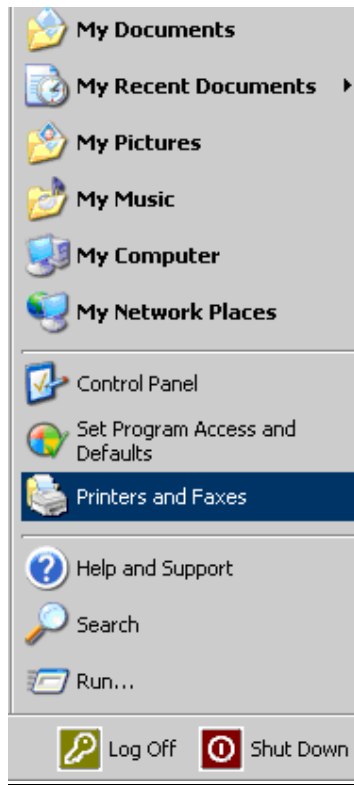 My Documents
My Recent Documents
My Pictures
My Music
My Computer
My Network Places
Control Panel
Set Program Access and
Defaults
Printers and Faxes
Help and Support
Search
Run...
Log Off Shut Down